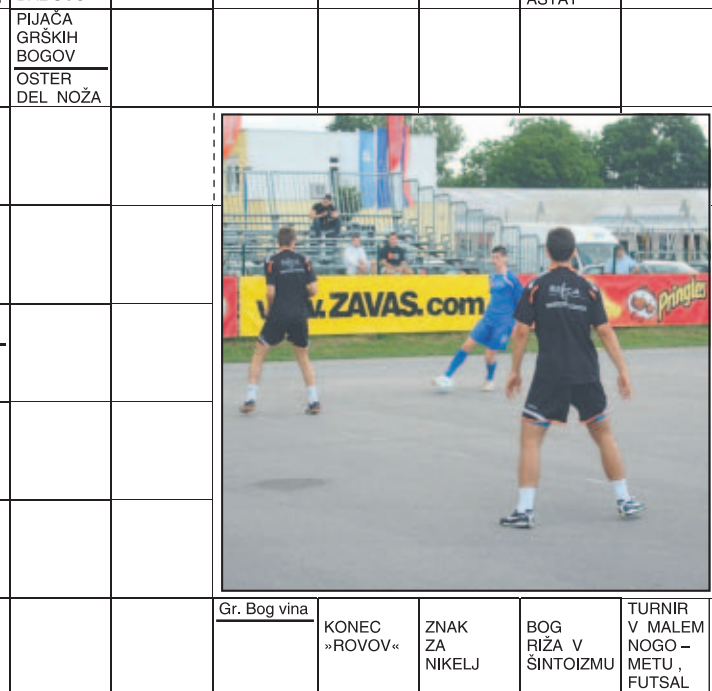 PIJAČA
GRŠKIH
BOGOV
OSTER
DEL NOŽA
ZAVAS.com
Pringles
Gr. Bog vina
KONEC
»ROVOV«
ZNAK
ZA
NIKELJ
BOG
RIŽA V
ŠINTOIZMU
TURNIR
V MALEM
NOGO –
METU ,
FUTSAL